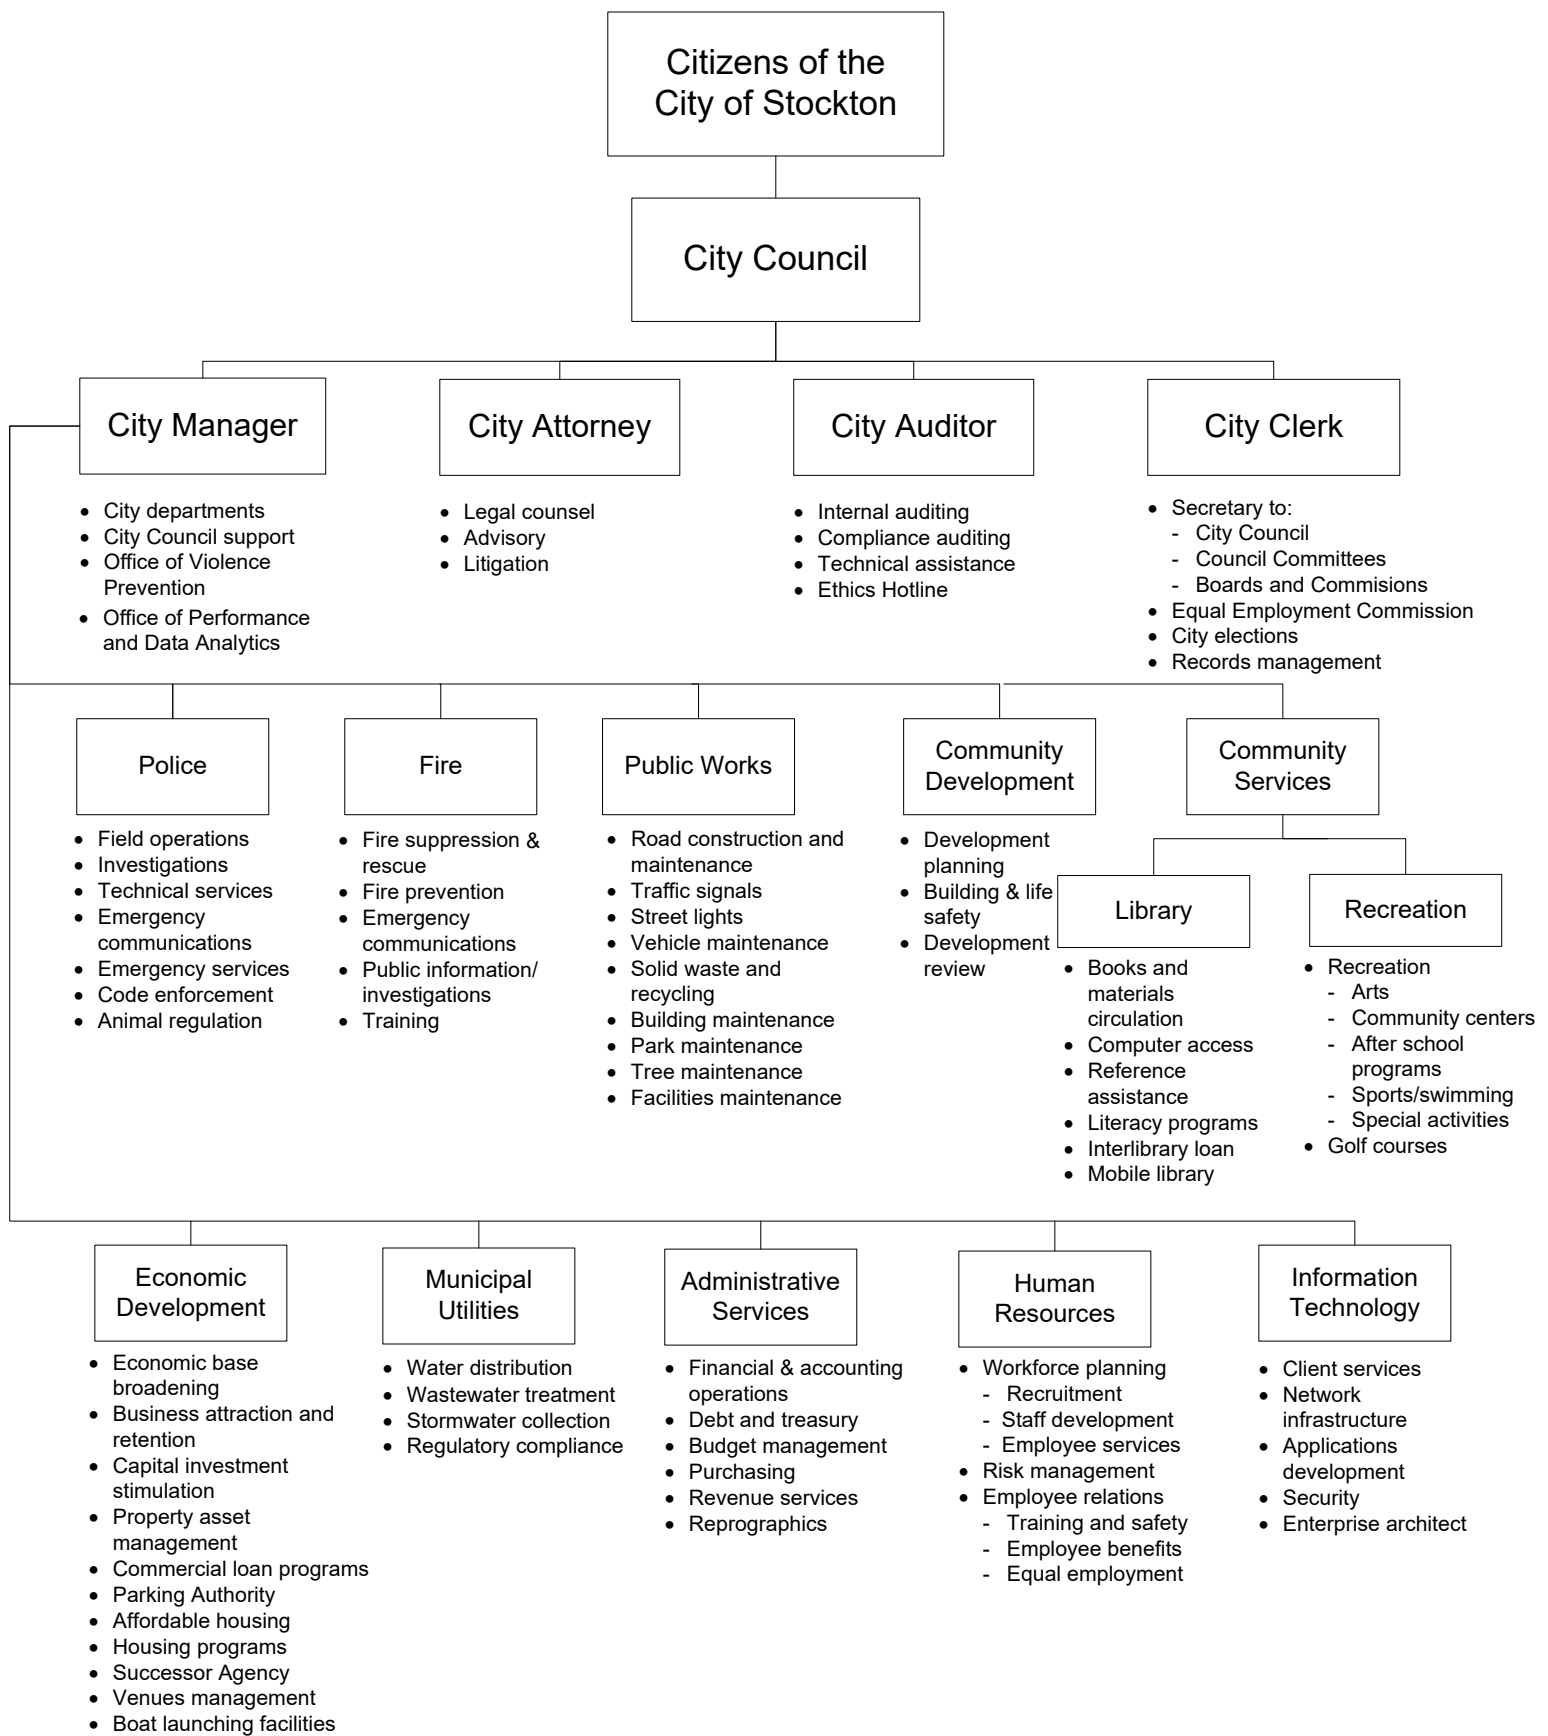 Citizens of the
City of Stockton
City Council
City Manager
• City departments
• City Council support
• Office of Violence
Prevention
• Office of Performance
and Data Analytics
City Attorney
• Legal counsel
• Advisory
• Litigation
City Auditor
• Internal auditing
• Compliance auditing
• Technical assistance
• Ethics Hotline
City Clerk
• Secretary to:
- City Council
- Council Committees
- Boards and Commisions
• Equal Employment Commission
• City elections
• Records management
Police
• Field operations
• Investigations
• Technical services
• Emergency
communications
• Emergency services
• Code enforcement
• Animal regulation
Fire
• Fire suppression &
rescue
• Fire prevention
• Emergency
communications
• Public information/
investigations
• Training
Public Works
• Road construction and
maintenance
• Traffic signals
• Street lights
• Vehicle maintenance
• Solid waste and
recycling
• Building maintenance
• Park maintenance
• Tree maintenance
• Facilities maintenance
Community
Development
• Development
planning
• Building & life
safety
• Development
review
Community
Services
Library
• Books and
materials
circulation
• Computer access
• Reference
assistance
• Literacy programs
• Interlibrary loan
• Mobile library
Recreation
• Recreation
- Arts
- Community centers
- After school
programs
- Sports/swimming
- Special activities
• Golf courses
Economic
Development
• Economic base
broadening
• Business attraction and
retention
• Capital investment
stimulation
• Property asset
management
• Commercial loan programs
• Parking Authority
• Affordable housing
• Housing programs
• Successor Agency
• Venues management
• Boat launching facilities
Municipal
Utilities
• Water distribution
• Wastewater treatment
• Stormwater collection
• Regulatory compliance
Administrative
Services
• Financial & accounting
operations
• Debt and treasury
• Budget management
• Purchasing
• Revenue services
• Reprographics
Human
Resources
• Workforce planning
- Recruitment
- Staff development
- Employee services
• Risk management
• Employee relations
- Training and safety
- Employee benefits
- Equal employment
Information
Technology
• Client services
• Network
infrastructure
• Applications
development
• Security
• Enterprise architect